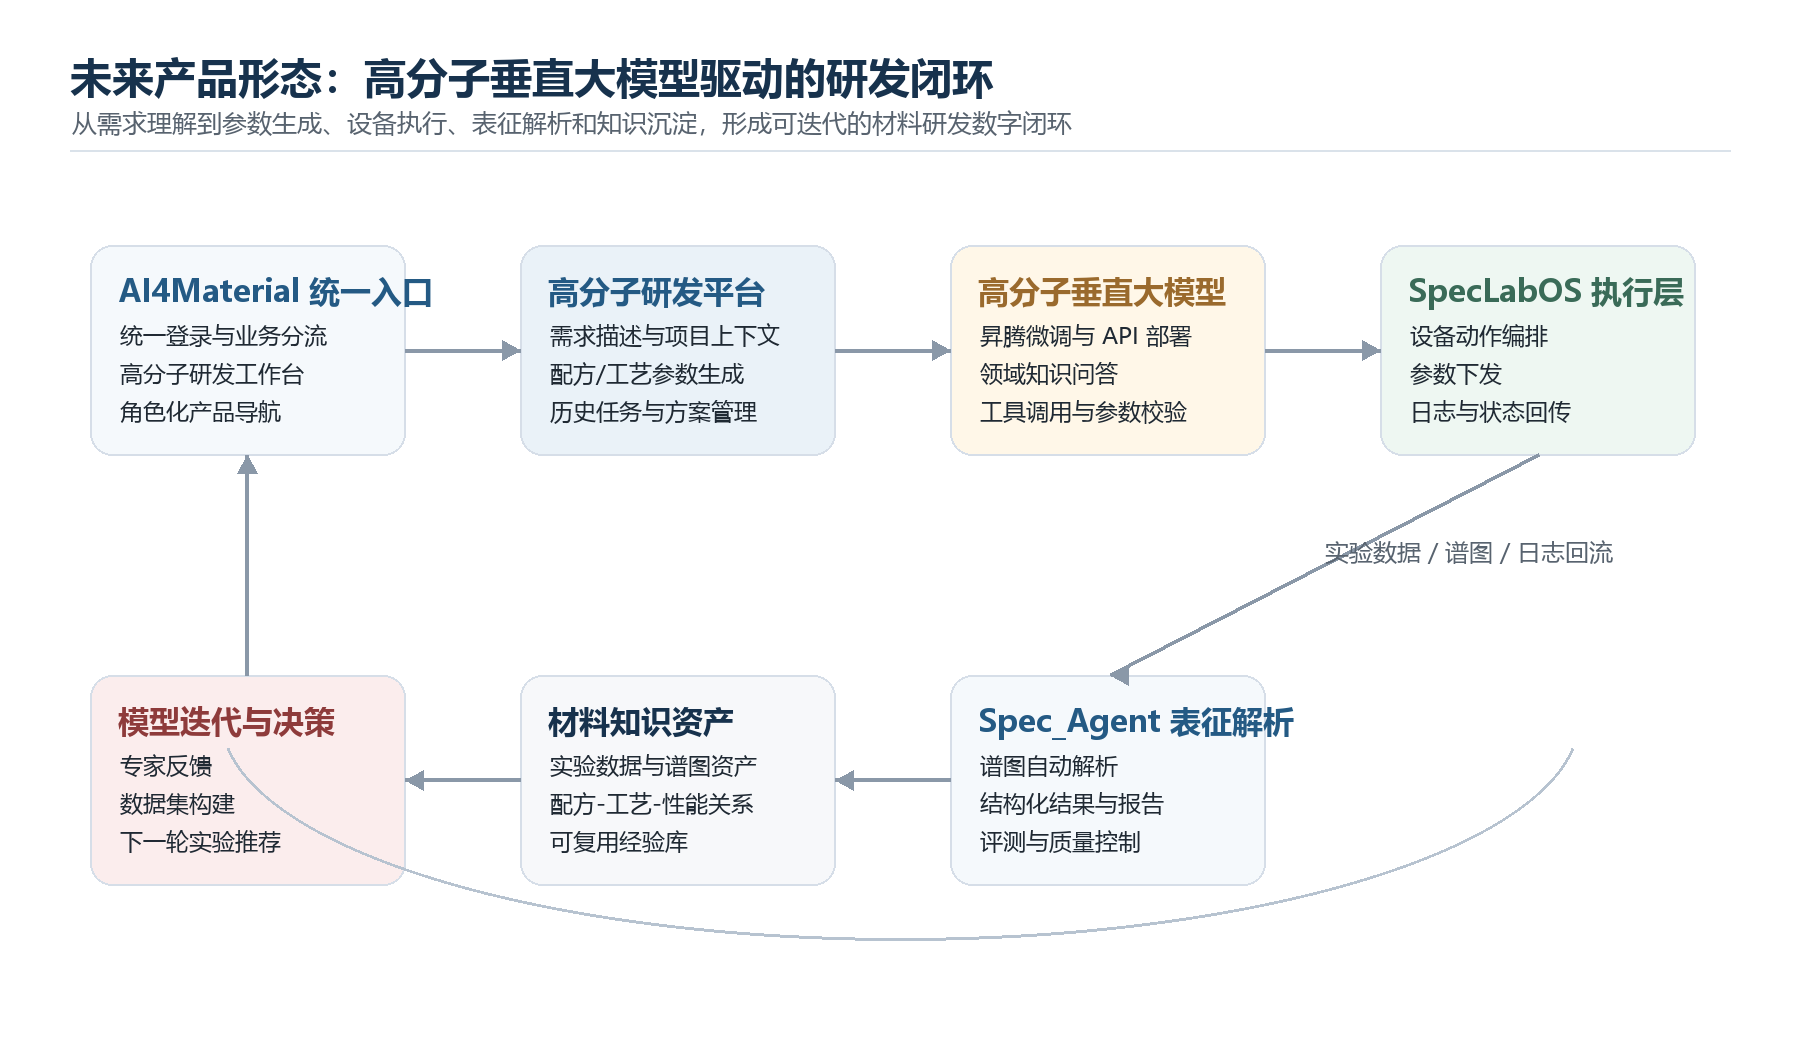 未来产品形态：高分子垂直大模型驱动的研发闭环
从需求理解到参数生成、设备执行、表征解析和知识沉淀，形成可迭代的材料研发数字闭环
AI4Material 统一入口
统一登录与业务分流
高分子研发工作台
角色化产品导航
高分子研发平台
需求描述与项目上下文
配方/工艺参数生成
历史任务与方案管理
高分子垂直大模型
昇腾微调与 API 部署
领域知识问答
工具调用与参数校验
SpecLabOS 执行层
设备动作编排
参数下发
日志与状态回传
实验数据 / 谱图 / 日志回流
模型迭代与决策
专家反馈
数据集构建
下一轮实验推荐
材料知识资产
实验数据与谱图资产
配方-工艺-性能关系
可复用经验库
Spec_Agent 表征解析
谱图自动解析
结构化结果与报告
评测与质量控制